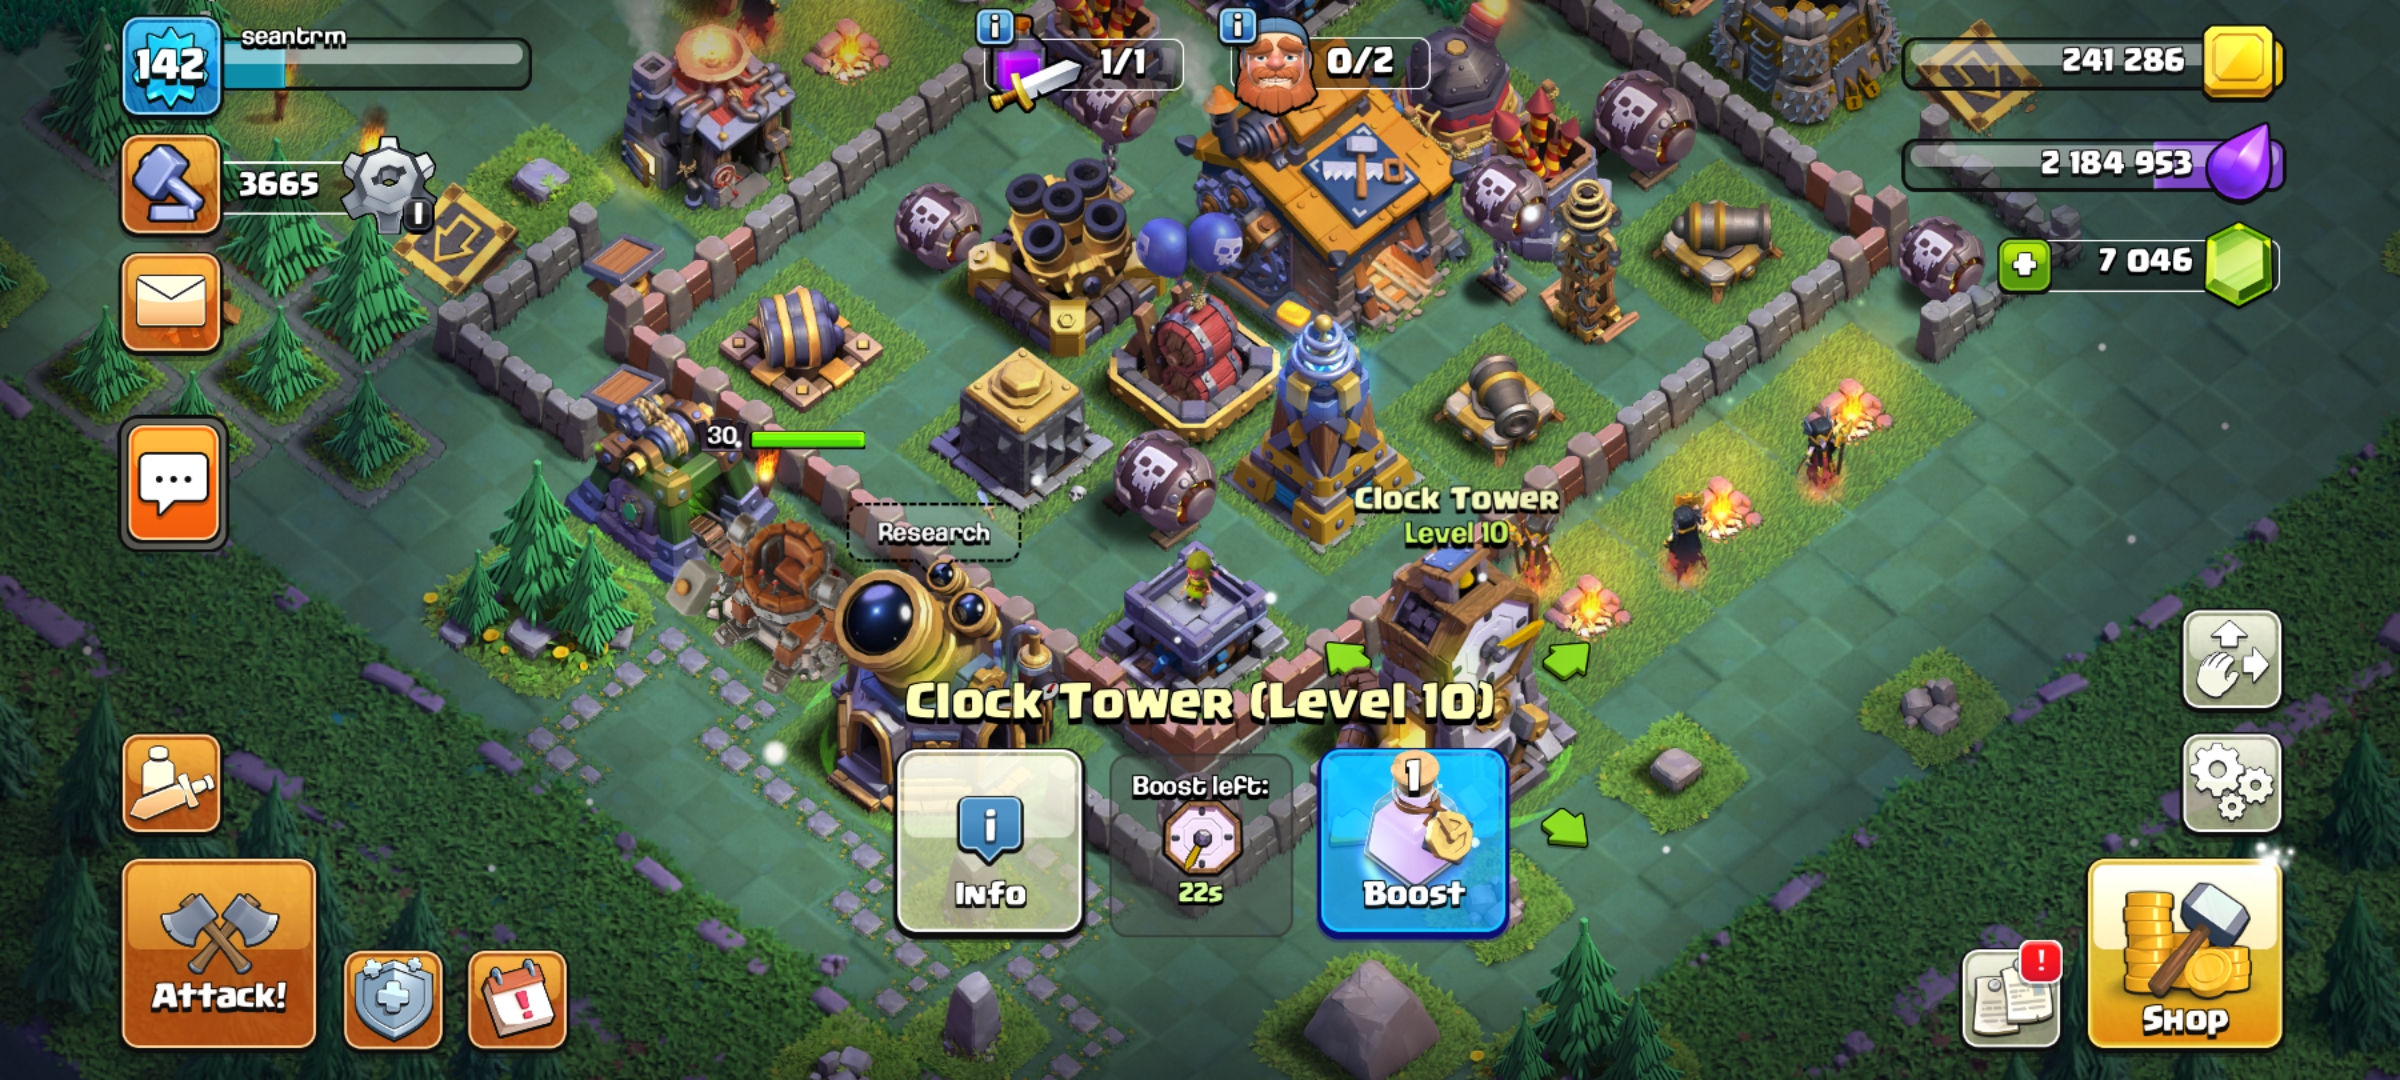 142
seantrm
1/1
0/2
241 286
3665
I
2 184 953
7 046
30
Research
Clock Tower
Level 10
Clock Tower (Level 10)
Info
Boost left:
22s
1
Boost
Attack!
!
Shop